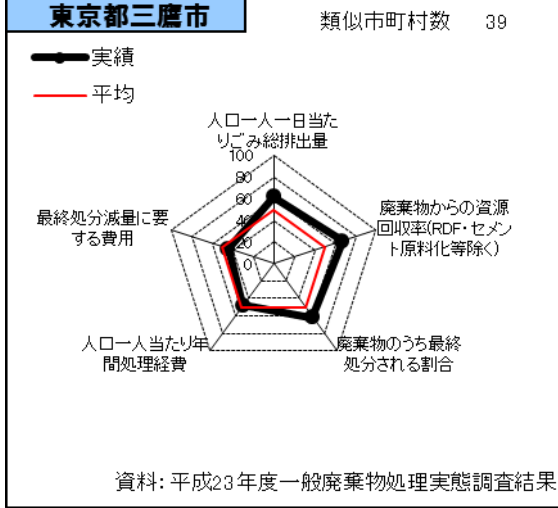 東京都三鷹市
類似市町村数 39
実績
平均
人口一人一日当た
りごみ総排出量
100
80
60
40
20
0
廃棄物からの資源
回収率(RDF・セメン
ト原料化等除く)
廃棄物のうち最終
処分される割合
人口一人当たり年
間処理経費
最終処分減量に要
する費用
資料:平成23年度一般廃棄物処理実態調査結果